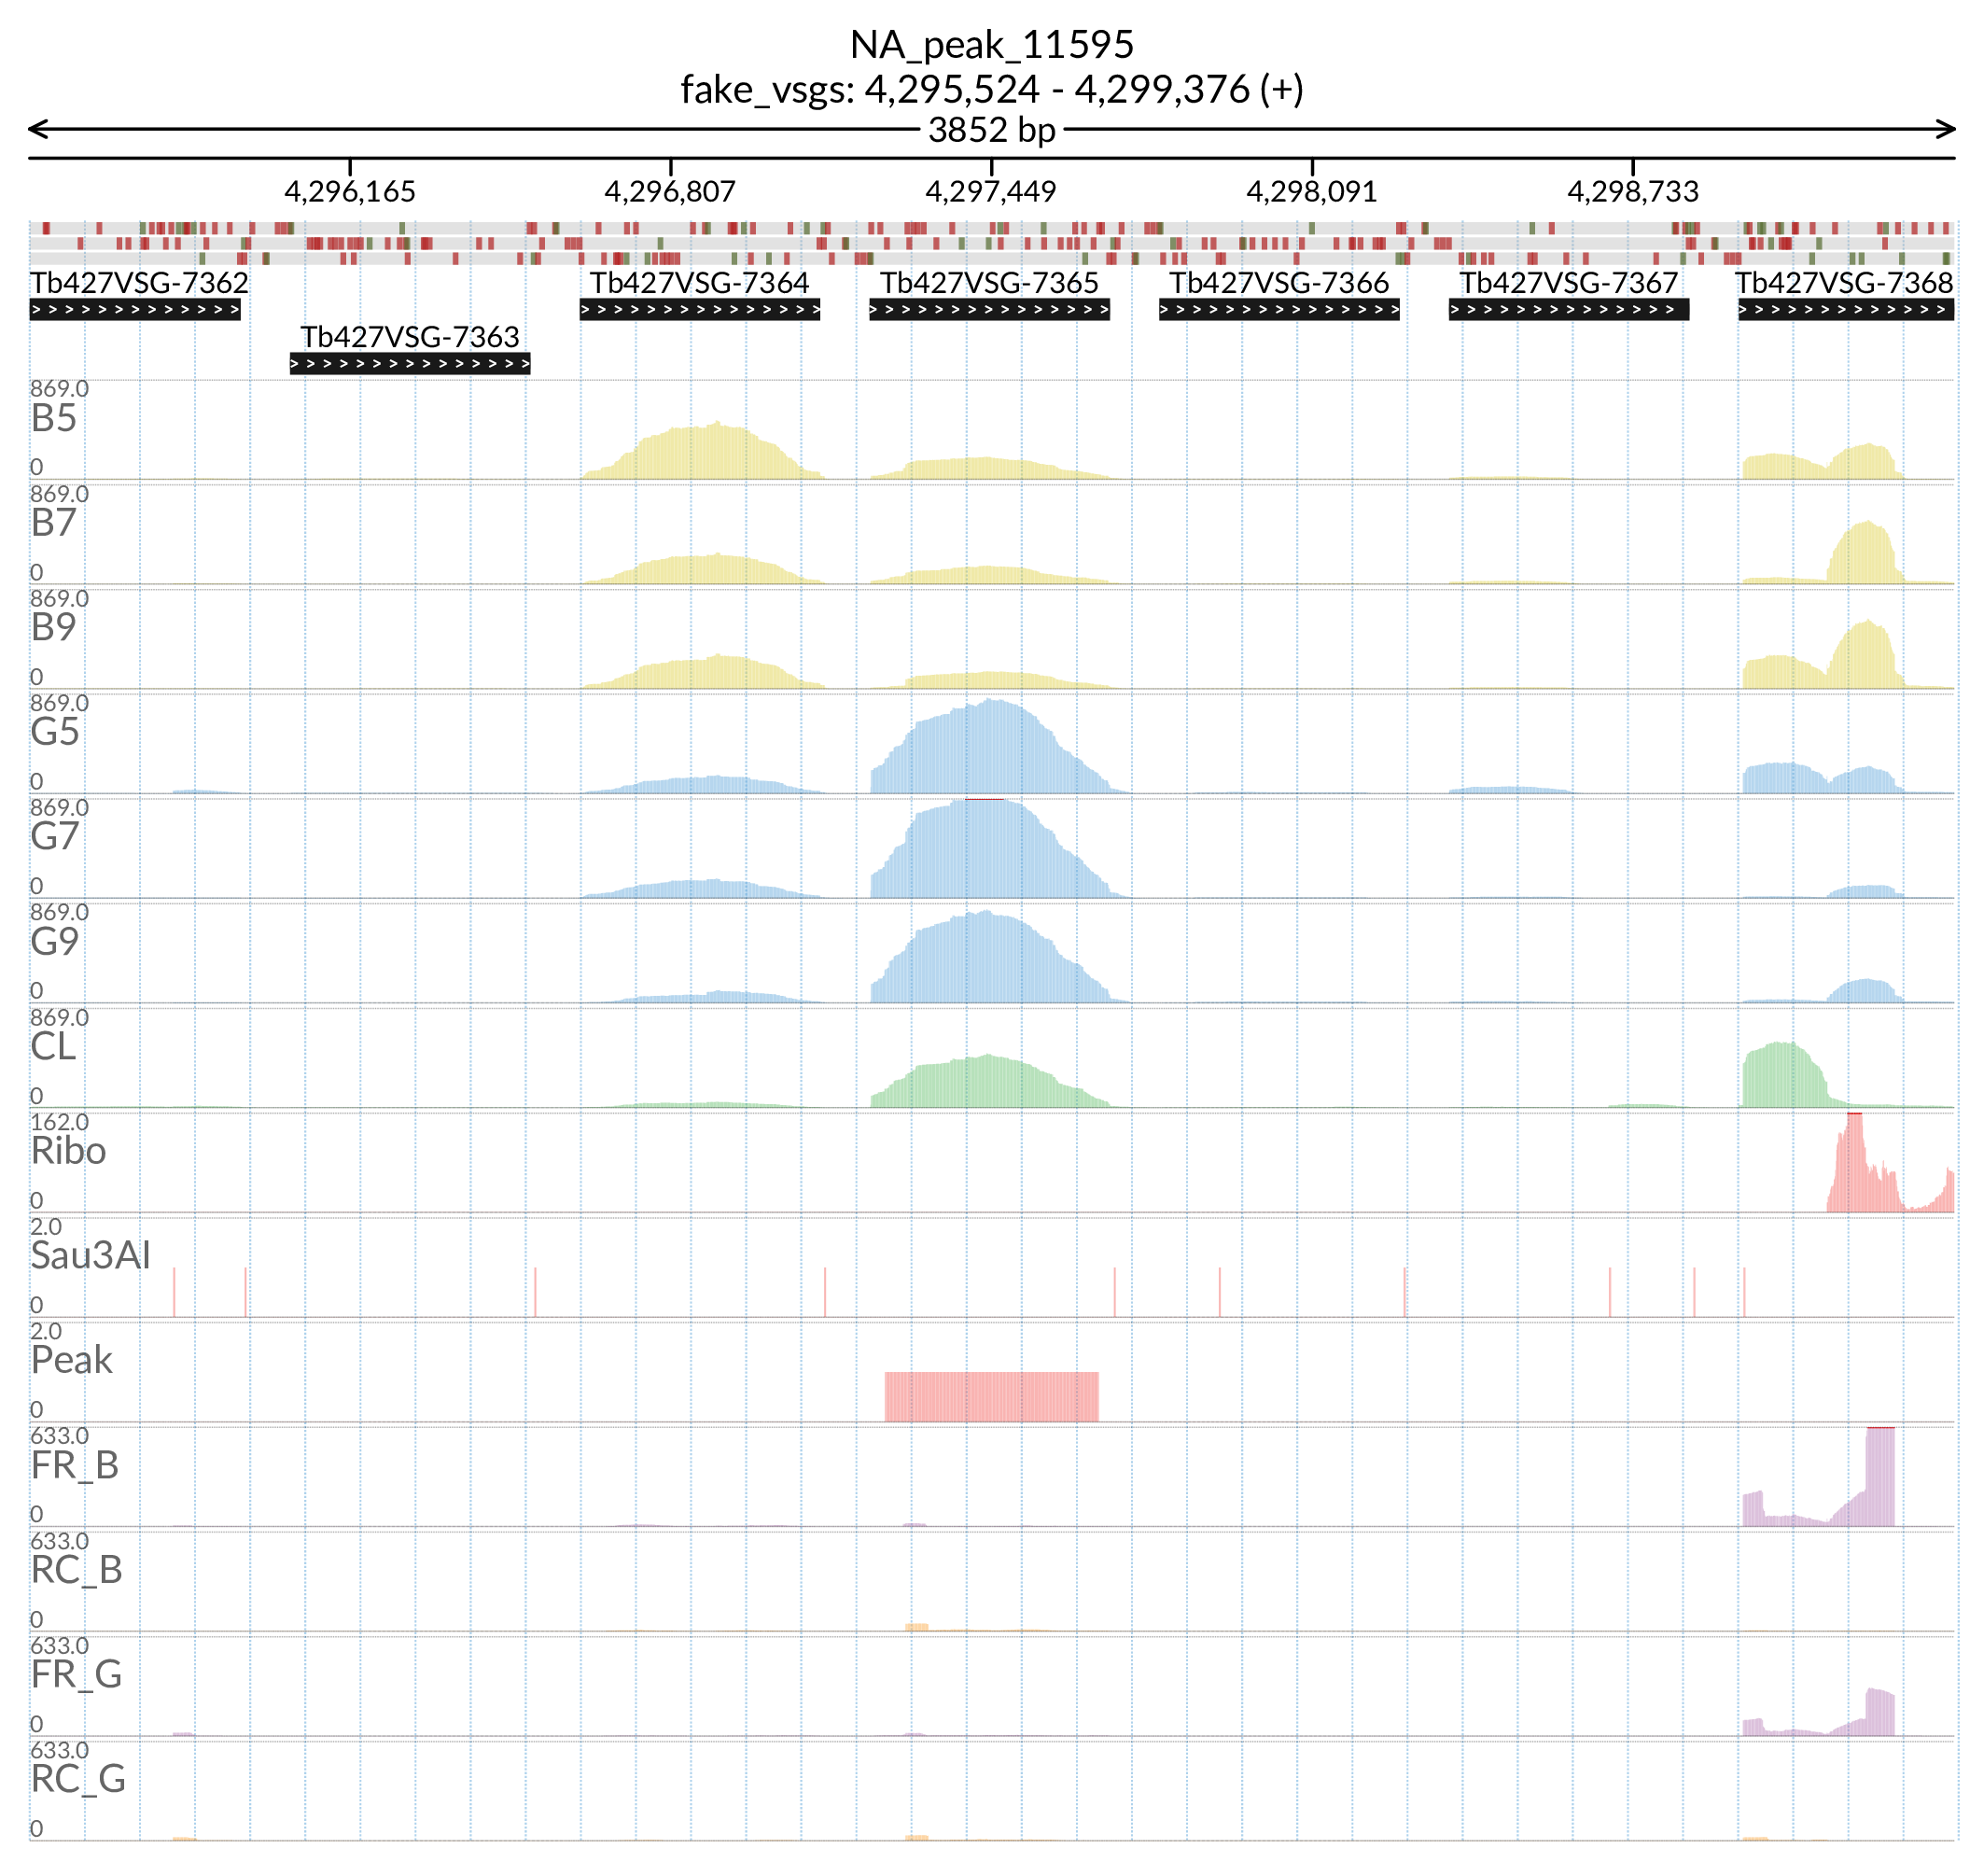 NA_peak_11595
fake_vsgs: 4,295,524 - 4,299,376 (+)
3852 bp
4,296,165 4,296,807 4,297,449 4,298,091 4,298,733
Tb427VSG-7362 Tb427VSG-7364 Tb427VSG-7365 Tb427VSG-7366 Tb427VSG-7367 Tb427VSG-7368
Tb427VSG-7363
869.0
B5
0
869.0
B7
0
869.0
B9
0
869.0
G5
0
869.0
G7
0
869.0
G9
0
869.0
CL
0
162.0
Ribo
0
2.0
Sau3AI
0
2.0
Peak
0
633.0
FR_B
0
633.0
RC_B
0
633.0
FR_G
0
633.0
RC_G
0